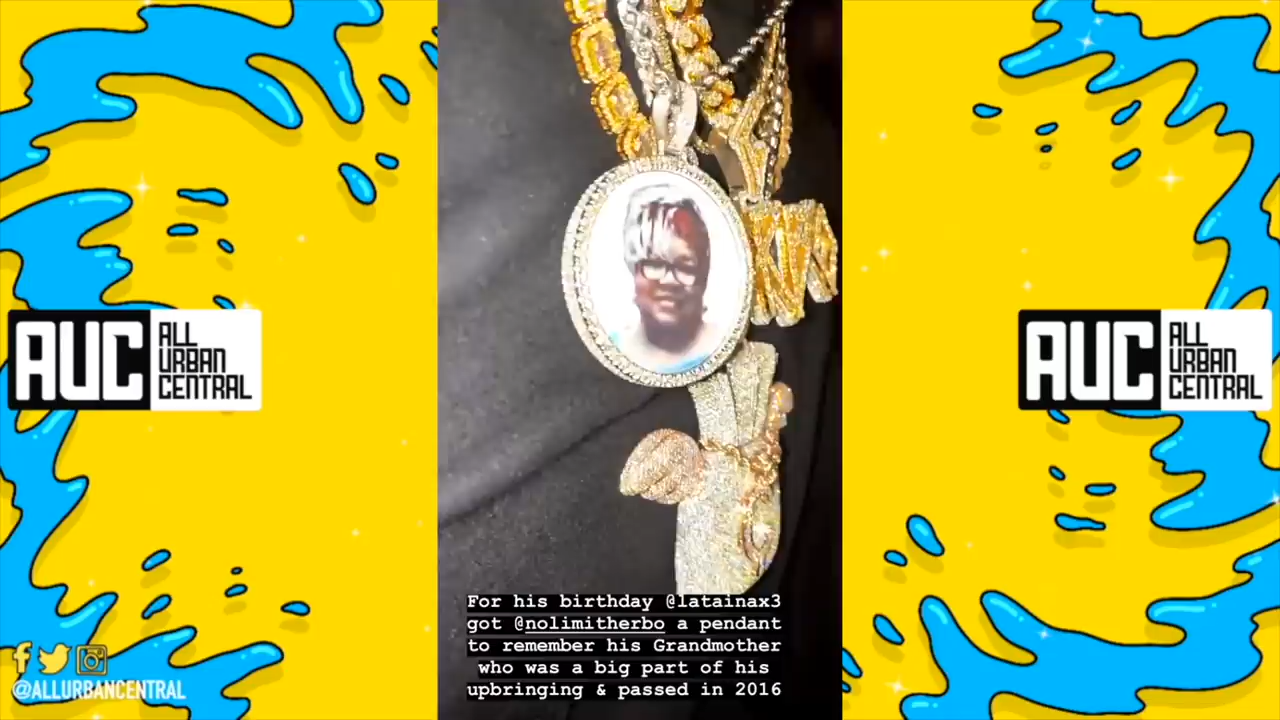 AUC
ALL
URBAN
CENTRAL
AUC
ALL
URBAN
CENTRAL
For his birthday @latainax3
got @nolimitherbo a pendant
to remember his Grandmother
who was a big part of his
upbringing & passed in 2016
@ALLURBANCENTRAL